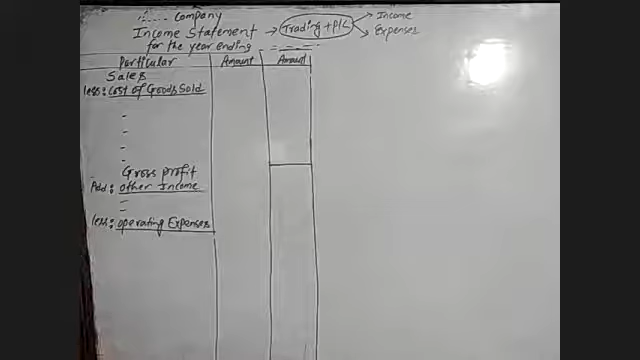 Company
Income Statement → Trading + P/L → Income
for the year ending → Expenses
Particular Amount Amount
Sales
less: Cost of Goods Sold
Gross profit
Add: other Income
less: operating Expenses